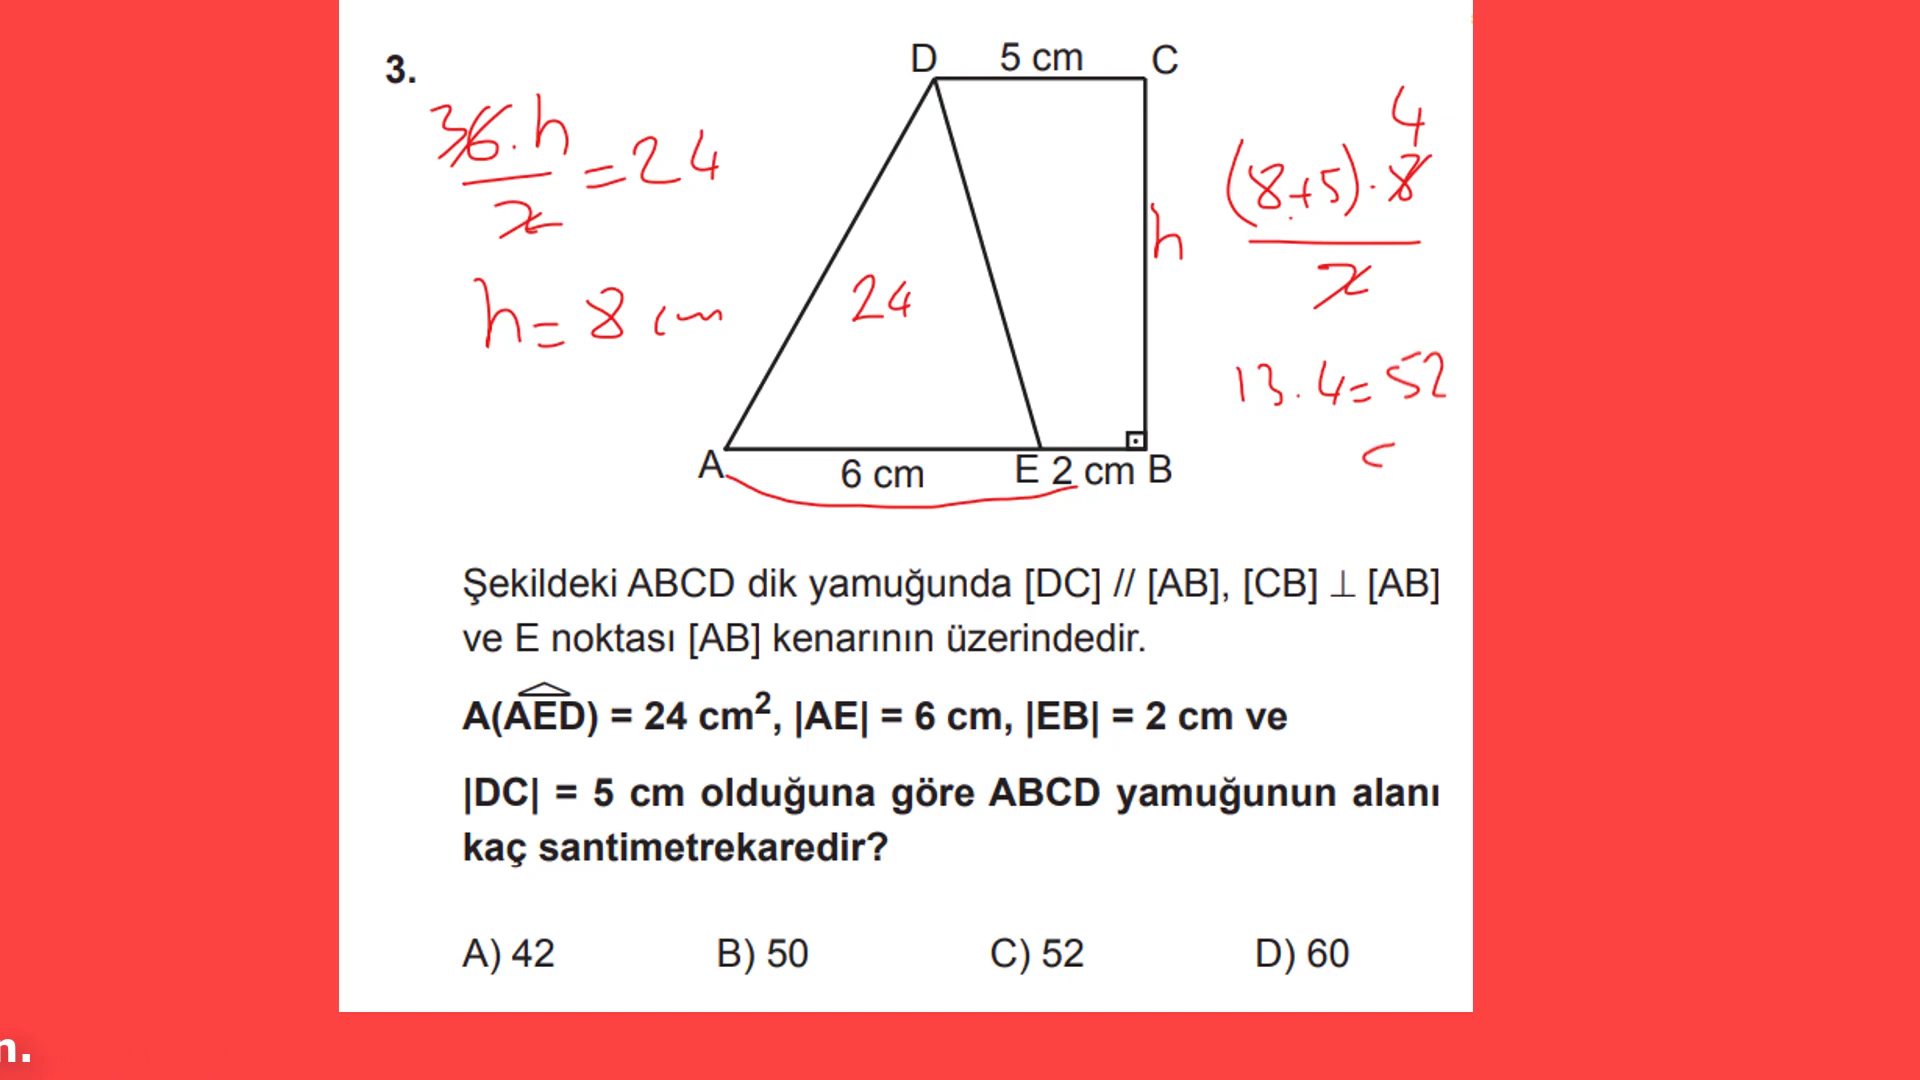 3.
D 5 cm C
36.h
= 24
2
h = 8 cm
24
h
4
(8+5).8
2
13.4=52
C
A 6 cm E 2 cm B
Şekildeki ABCD dik yamuğunda [DC] // [AB], [CB] ⊥ [AB]
ve E noktası [AB] kenarının üzerindedir.
A(AED) = 24 cm², |AE| = 6 cm, |EB| = 2 cm ve
|DC| = 5 cm olduğuna göre ABCD yamuğunun alanı
kaç santimetrekaredir?
A) 42 B) 50 C) 52 D) 60
n.